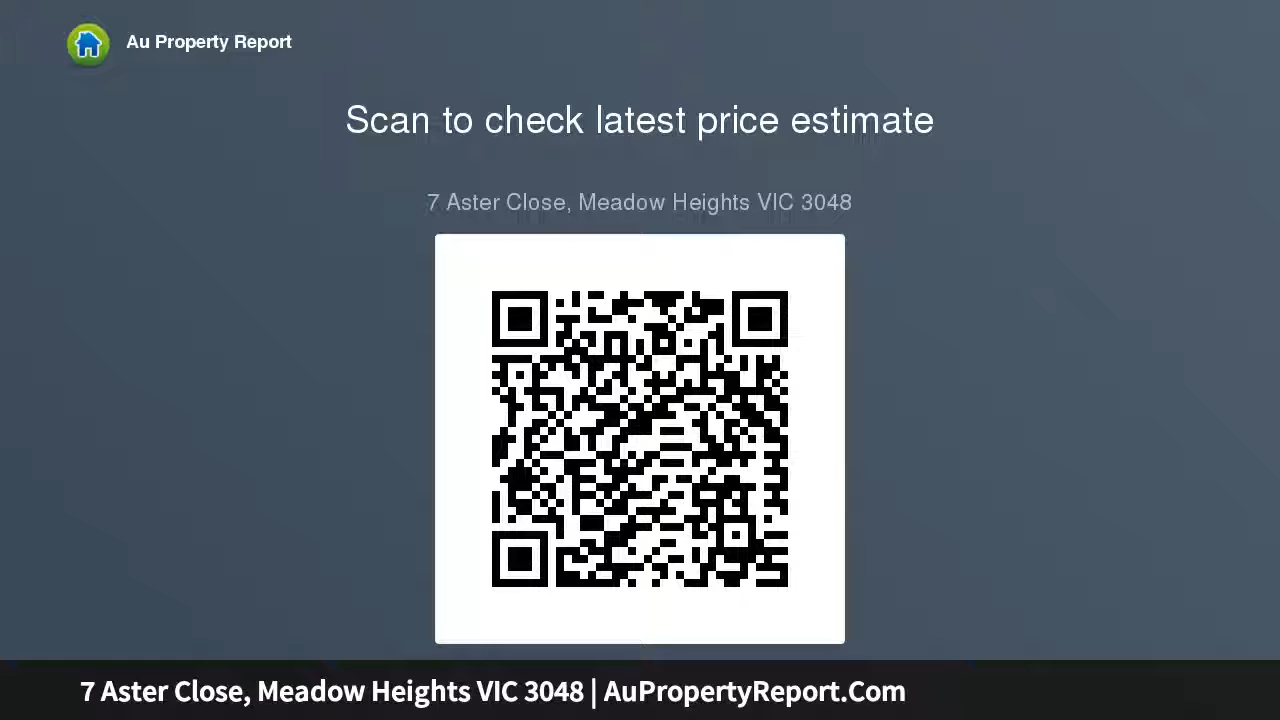 Au Property Report
Scan to check latest price estimate
7 Aster Close, Meadow Heights VIC 3048
7 Aster Close, Meadow Heights VIC 3048 | AuPropertyReport.Com